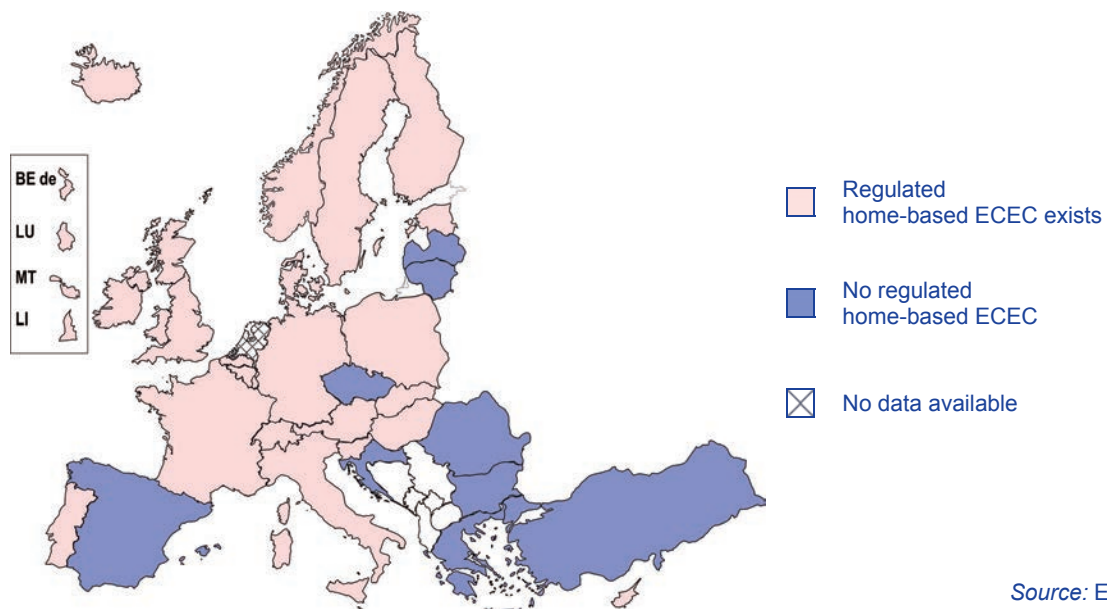 BE de
LU
MT
LI
Regulated
home-based ECEC exists
No regulated
home-based ECEC
No data available
Source: E